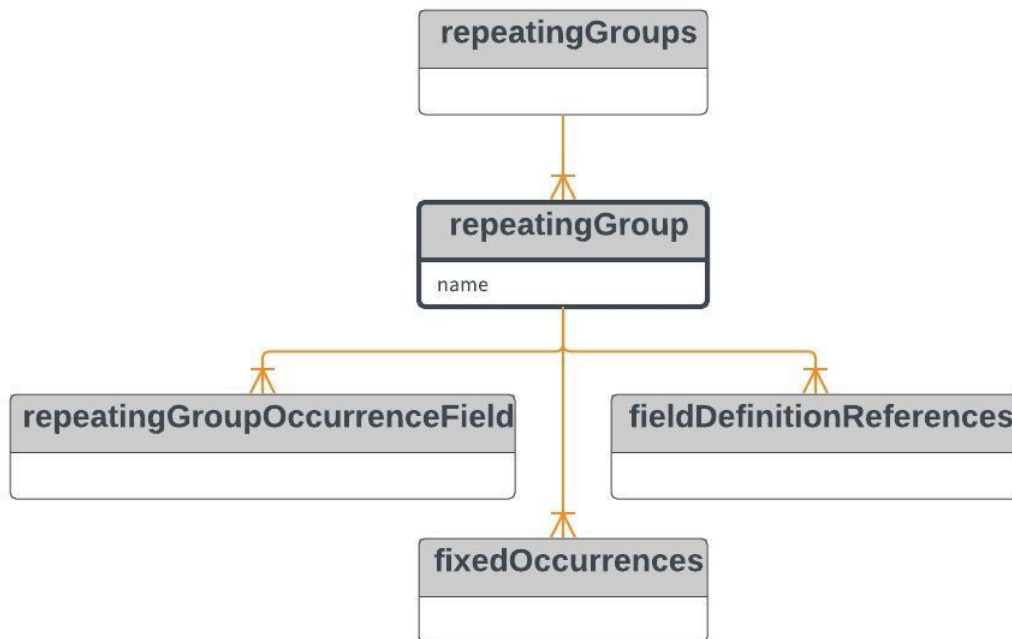 repeatingGroups
repeatingGroup
name
repeatingGroupOccurrenceField
fieldDefinitionReferences
fixedOccurrences